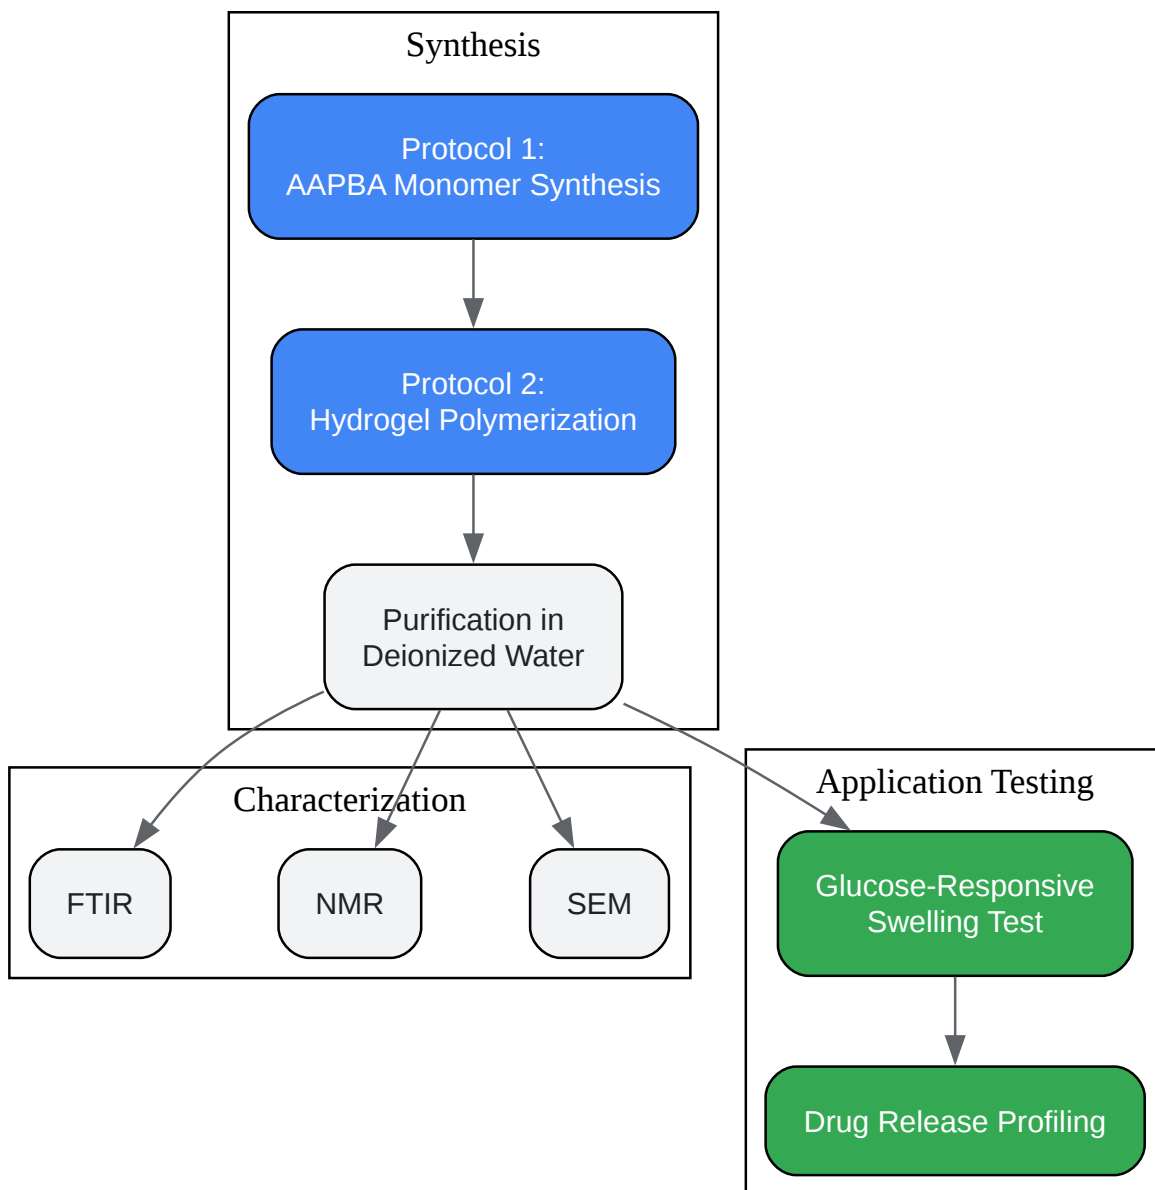 Synthesis
Protocol 1:
AAPBA Monomer Synthesis
Protocol 2:
Hydrogel Polymerization
Purification in
Deionized Water
Characterization
FTIR
NMR
SEM
Application Testing
Glucose-Responsive
Swelling Test
Drug Release Profiling